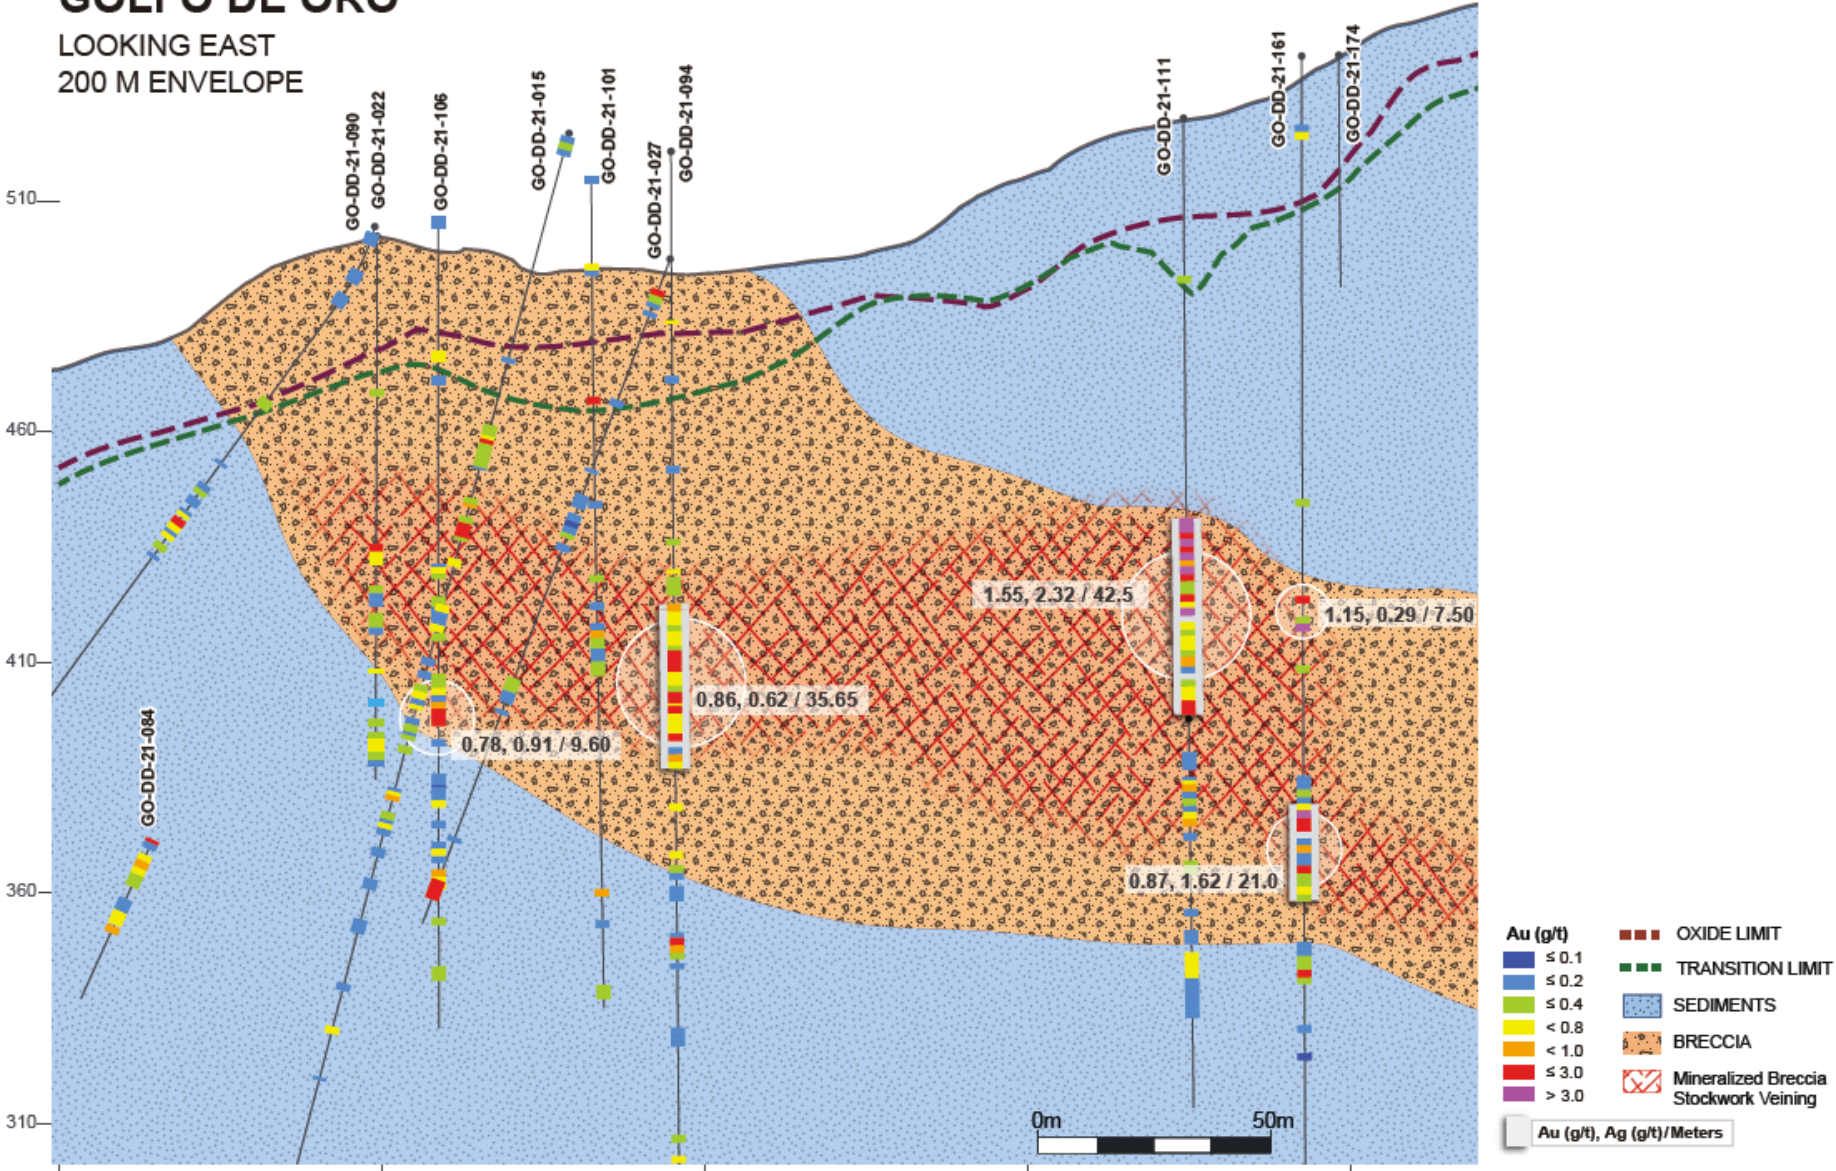 GOLFO DE ORO
LOOKING EAST
200 M ENVELOPE
GO-DD-21-090
GO-DD-21-022
GO-DD-21-106
GO-DD-21-015
GO-DD-21-101
GO-DD-21-027
GO-DD-21-094
GO-DD-21-111
GO-DD-21-161
GO-DD-21-174
GO-DD-21-084
510
460
410
360
310
1.55, 2.32 / 42.5
1.15, 0.29 / 7.50
0.86, 0.62 / 35.65
0.78, 0.91 / 9.60
0.87, 1.62 / 21.0
0m 50m
Au (g/t)
≤ 0.1
≤ 0.2
≤ 0.4
< 0.8
< 1.0
≤ 3.0
> 3.0
OXIDE LIMIT
TRANSITION LIMIT
SEDIMENTS
BRECCIA
Mineralized Breccia
Stockwork Veining
Au (g/t), Ag (g/t)/Meters